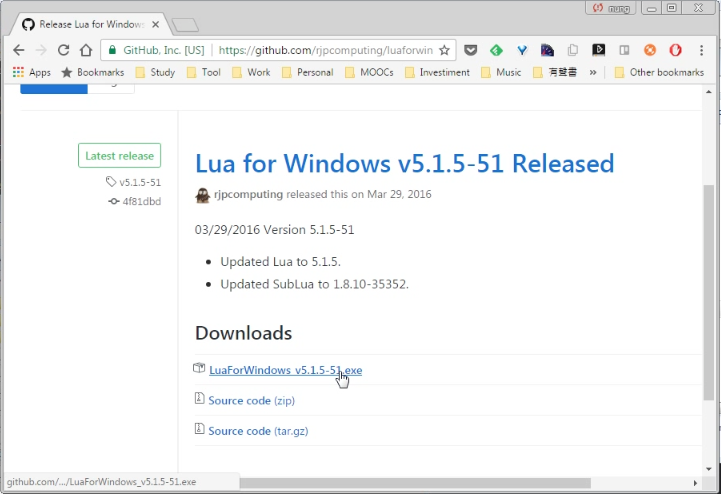 nung
Release Lua for Windows
GitHub, Inc. [US] | https://github.com/rjpcomputing/luaforwin
Apps Bookmarks Study Tool Work Personal MOOCs Investiment Music 有聲書 » Other bookmarks
Latest release
v5.1.5-51
4f81dbd
Lua for Windows v5.1.5-51 Released
rjpcomputing released this on Mar 29, 2016
03/29/2016 Version 5.1.5-51
• Updated Lua to 5.1.5.
• Updated SubLua to 1.8.10-35352.
Downloads
LuaForWindows_v5.1.5-51.exe
Source code (zip)
Source code (tar.gz)
github.com/.../LuaForWindows_v5.1.5-51.exe